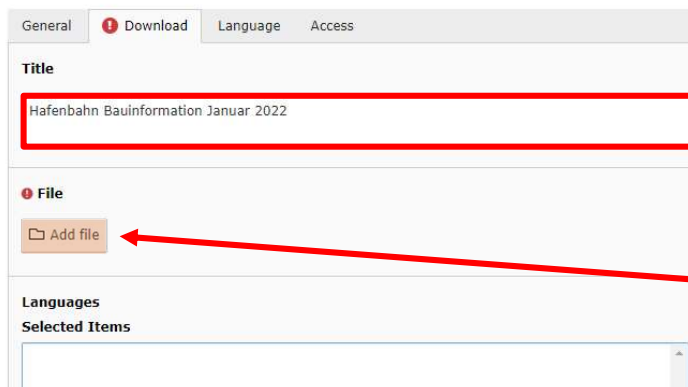 General Download Language Access
Title
Hafenbahn Bauinformation Januar 2022
File
Add file
Languages
Selected Items